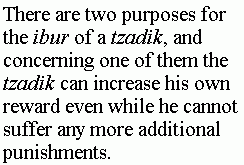 There are two purposes for
the ibur of a tzadik, and
concerning one of them the
tzadik can increase his own
reward even while he cannot
suffer any more additional
punishments.